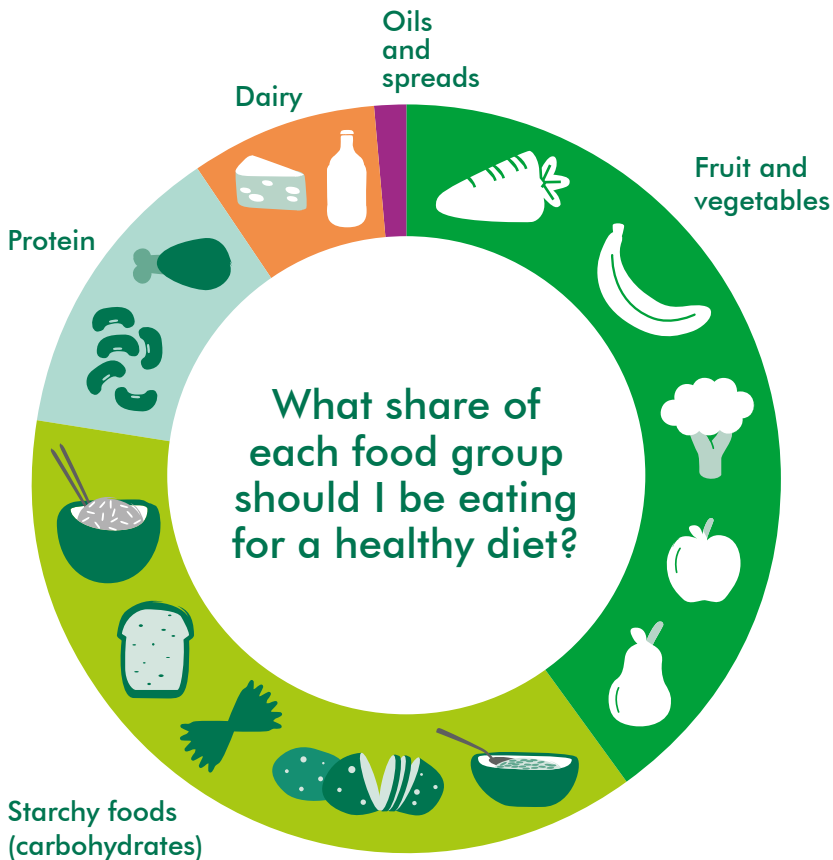 Oils
and
spreads
Dairy
Fruit and
vegetables
Protein
What share of
each food group
should I be eating
for a healthy diet?
Starchy foods
(carbohydrates)